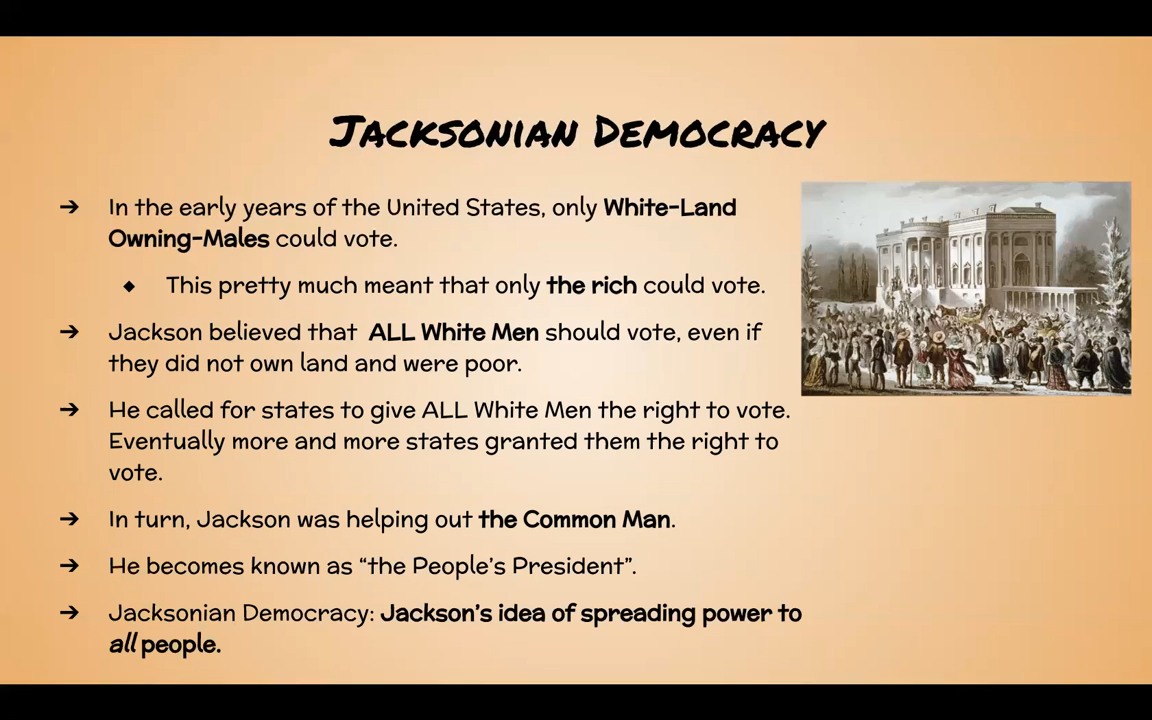 Jacksonian Democracy
➔ In the early years of the United States, only White-Land
Owning-Males could vote.
◆ This pretty much meant that only the rich could vote.
➔ Jackson believed that ALL White Men should vote, even if
they did not own land and were poor.
➔ He called for states to give ALL White Men the right to vote.
Eventually more and more states granted them the right to
vote.
➔ In turn, Jackson was helping out the Common Man.
➔ He becomes known as “the People’s President”.
➔ Jacksonian Democracy: Jackson’s idea of spreading power to
all people.